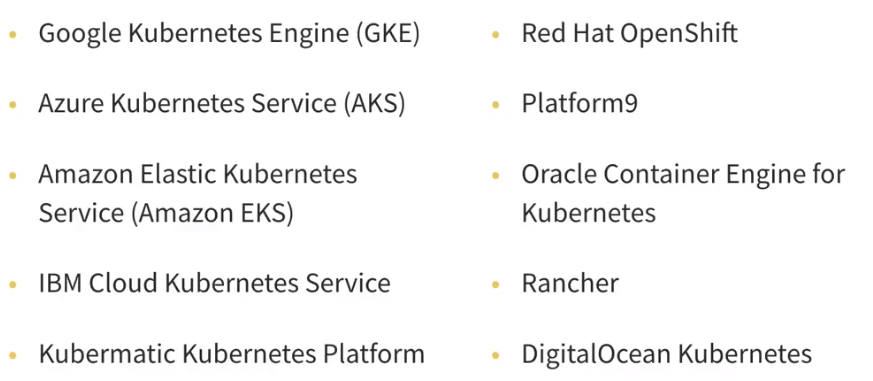 Google Kubernetes Engine (GKE)
Azure Kubernetes Service (AKS)
Amazon Elastic Kubernetes
Service (Amazon EKS)
IBM Cloud Kubernetes Service
Kubermatic Kubernetes Platform
Red Hat OpenShift
Platform9
Oracle Container Engine for
Kubernetes
Rancher
DigitalOcean Kubernetes